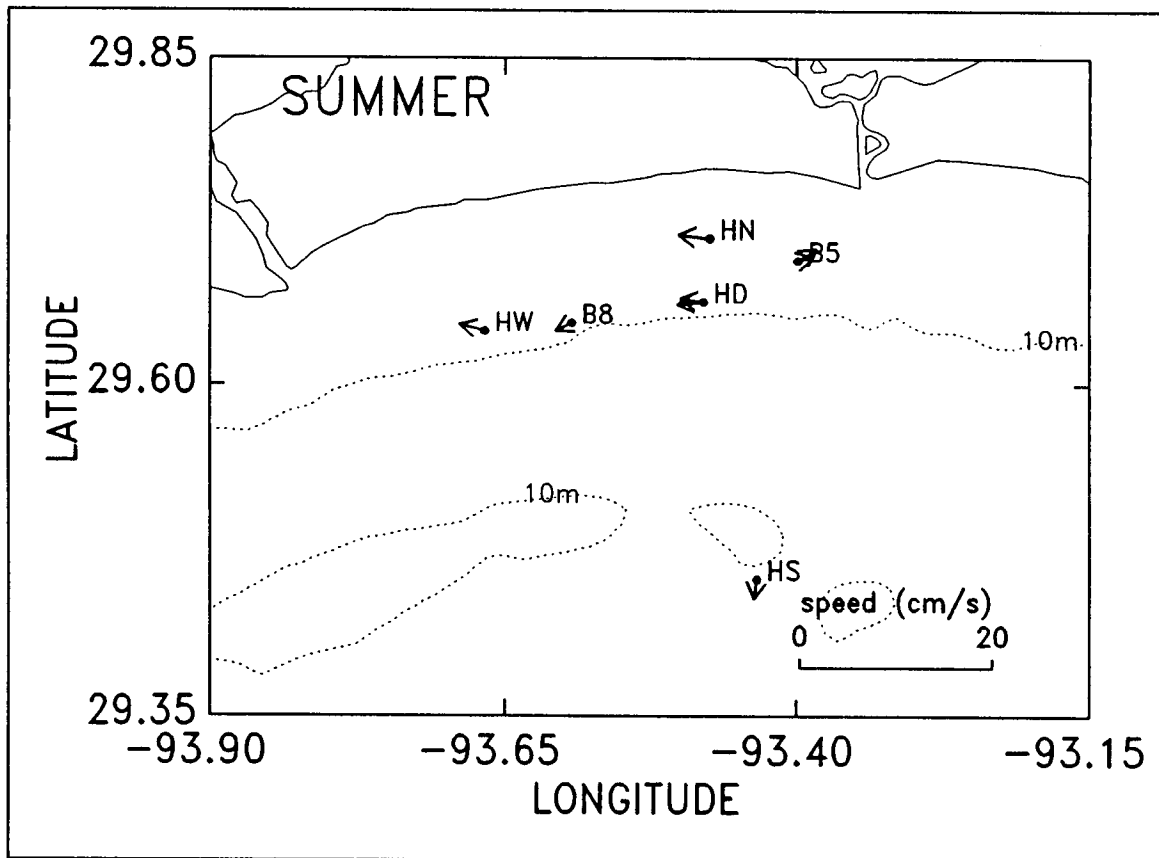 29.85
SUMMER
HN
B5
HD
HW
B8
10m
LATITUDE
29.60
10m
HS
speed (cm/s)
0 20
29.35
-93.90 -93.65 -93.40 -93.15
LONGITUDE